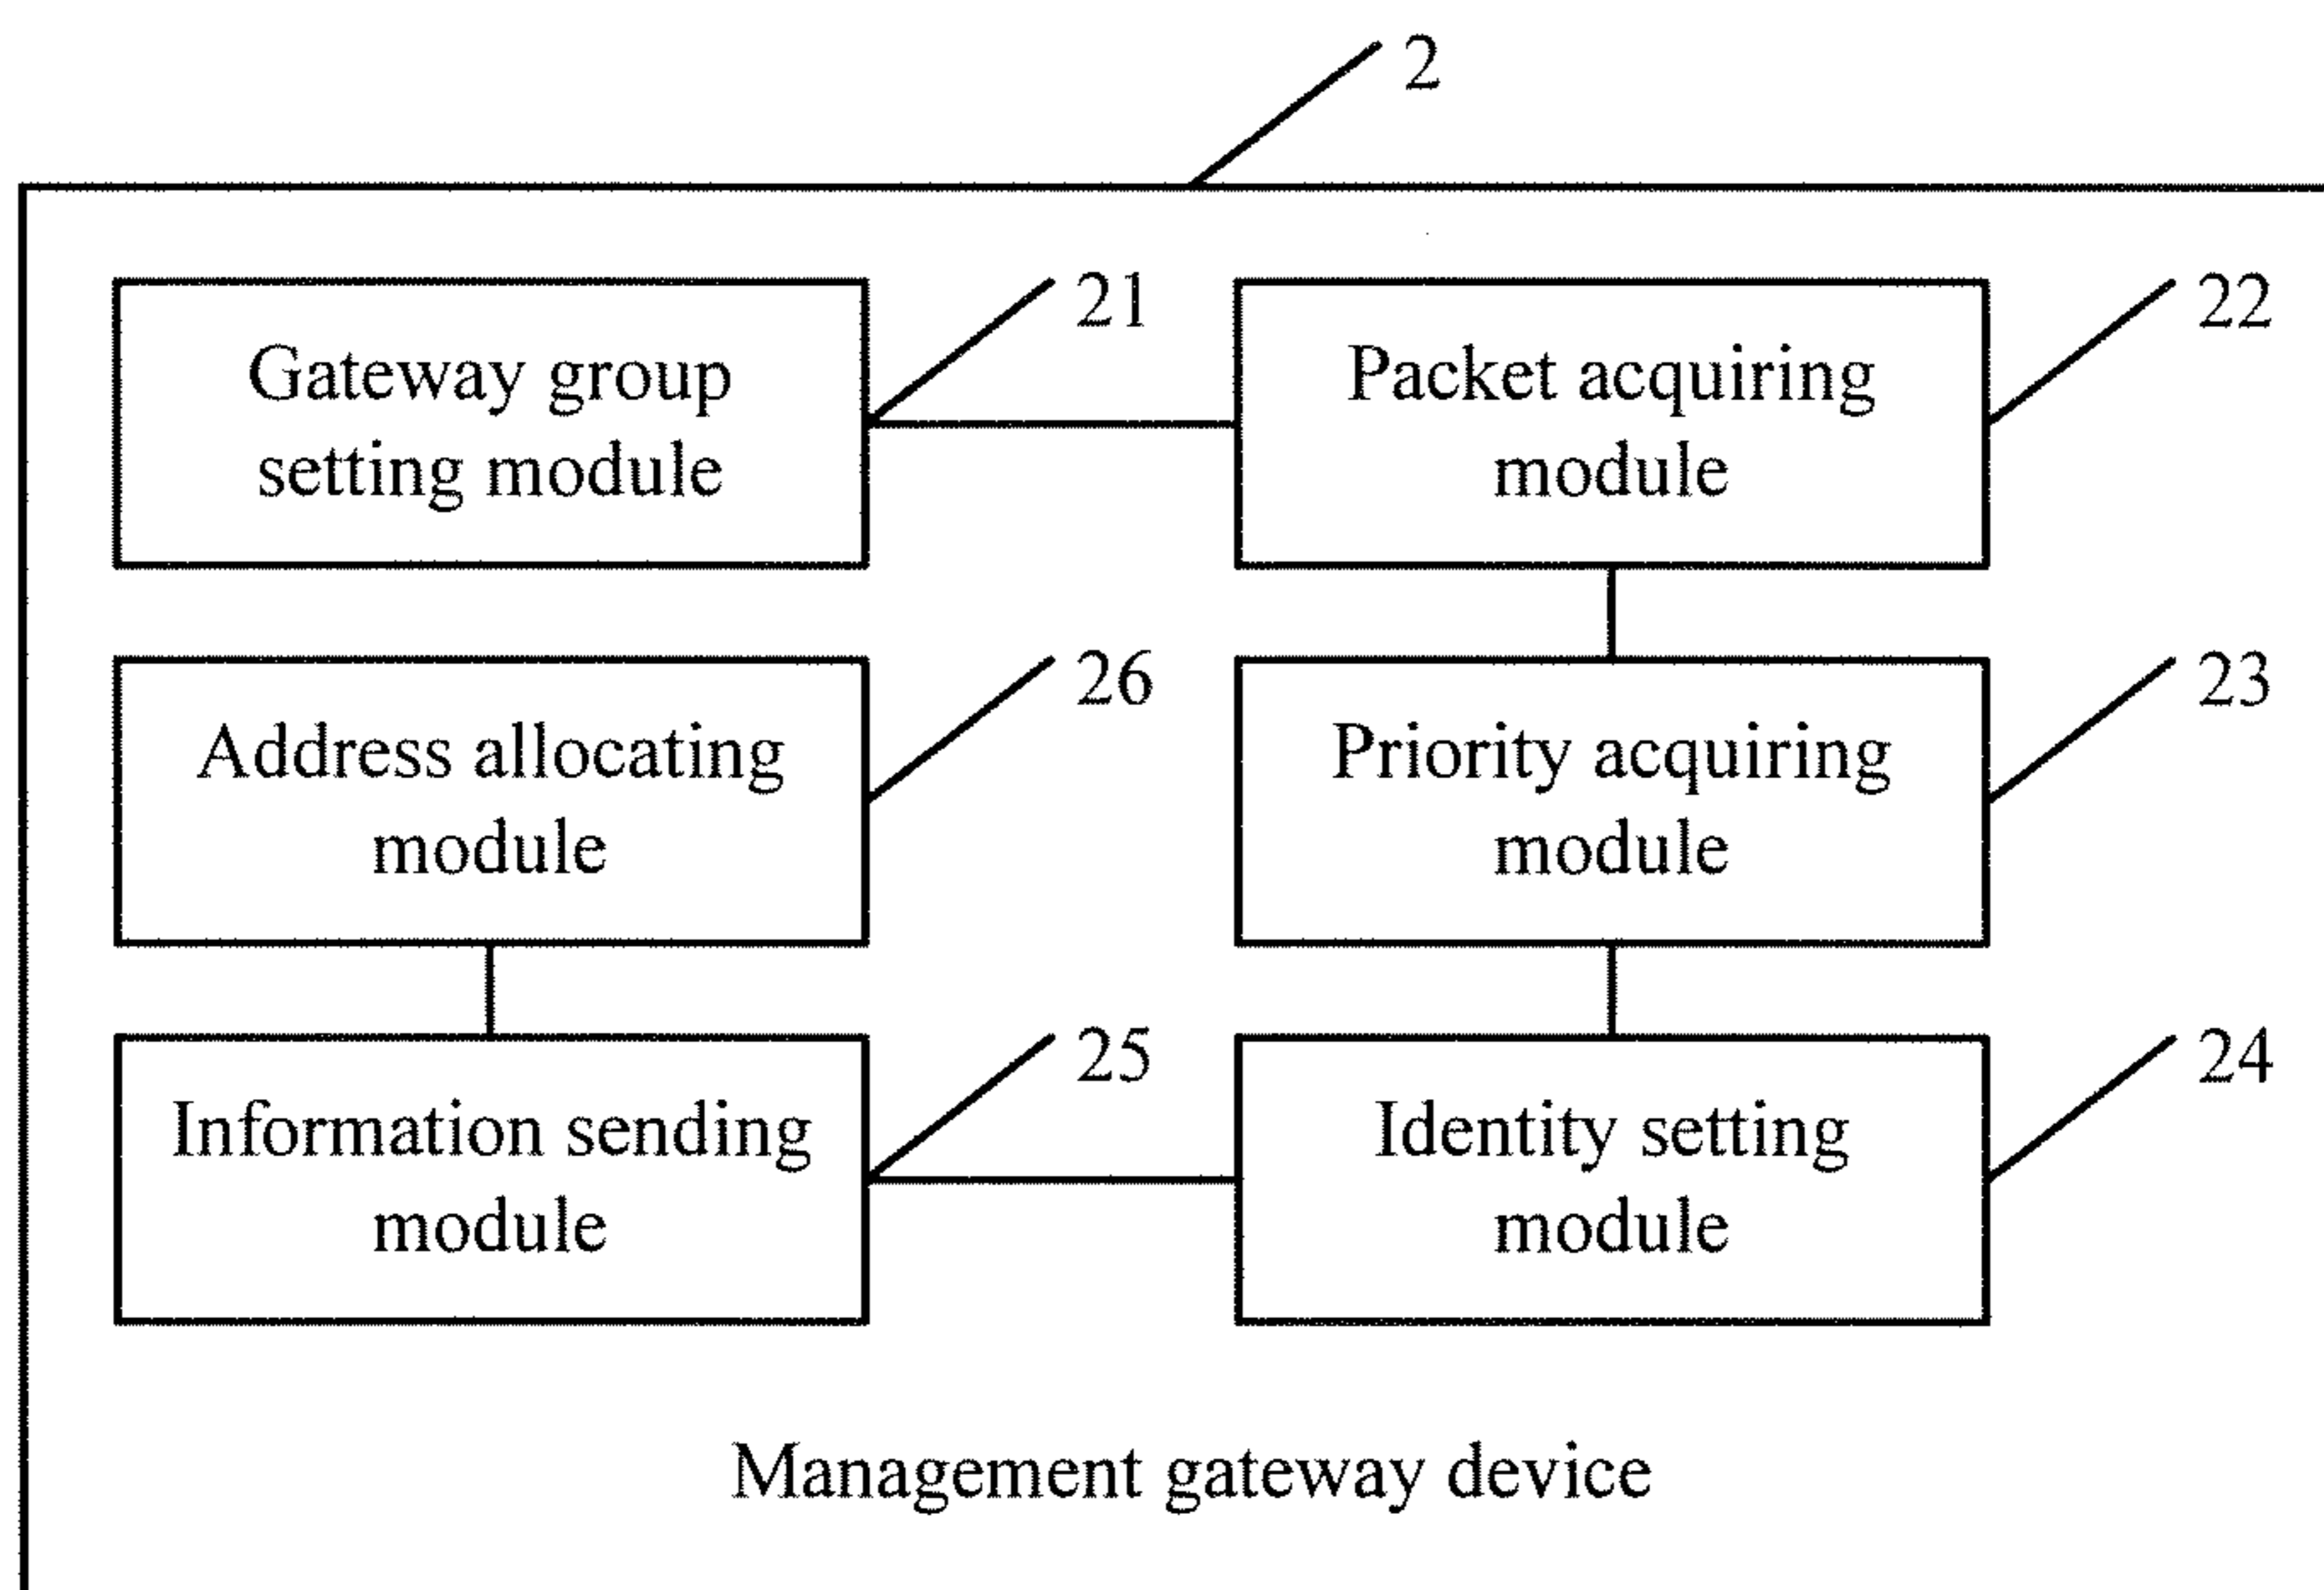 2
21
22
Gateway group
setting module
Packet acquiring
module
26
23
Address allocating
module
Priority acquiring
module
25
24
Information sending
module
Identity setting
module
Management gateway device